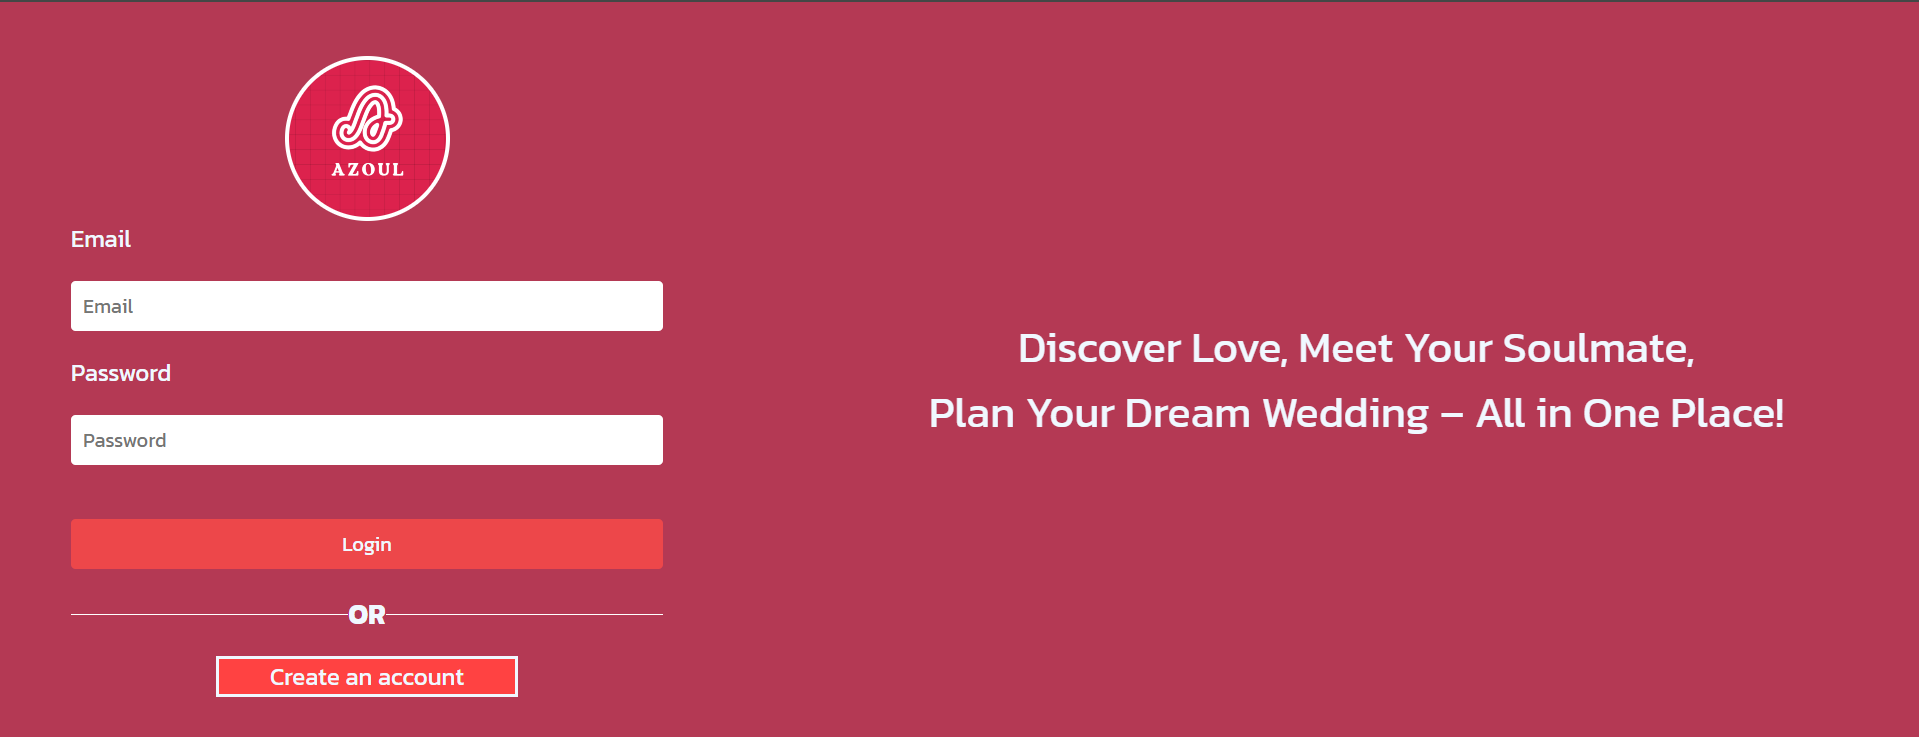 AZOUL
Email
Email
Password
Password
Login
OR
Create an account
Discover Love, Meet Your Soulmate,
Plan Your Dream Wedding – All in One Place!